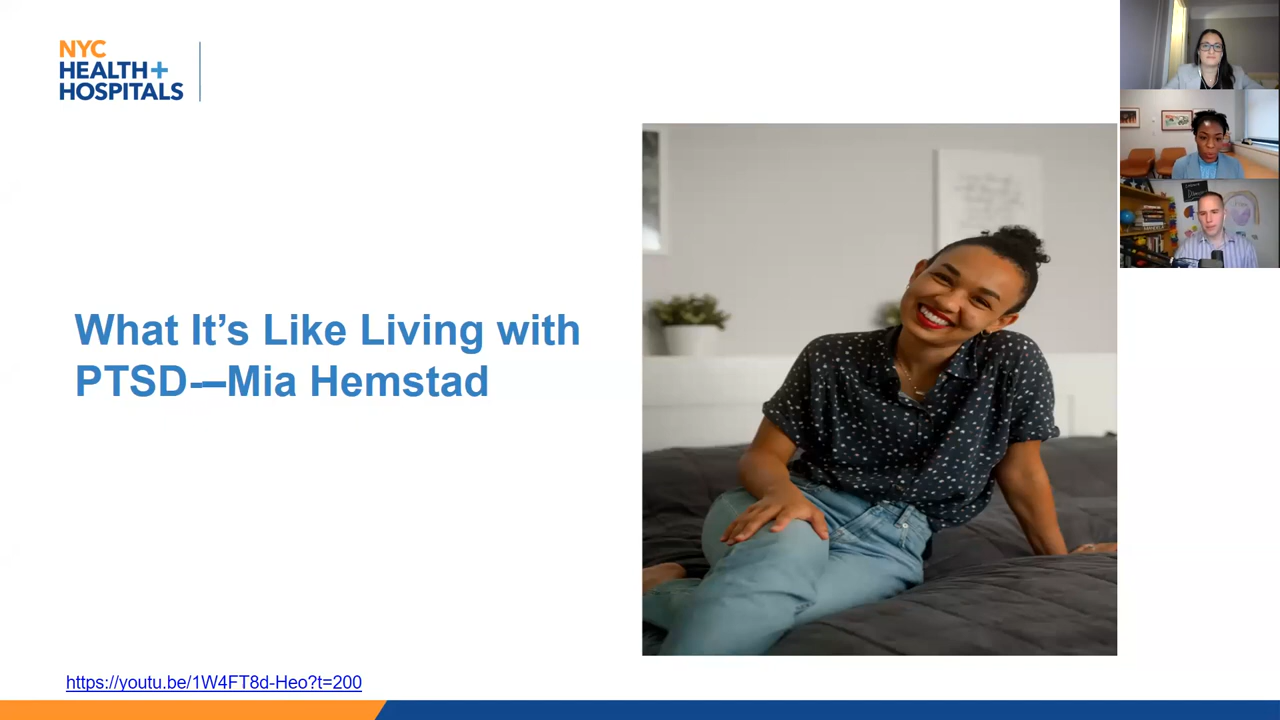 NYC
HEALTH+
HOSPITALS
What It’s Like Living with
PTSD-–Mia Hemstad
https://youtu.be/1W4FT8d-Heo?t=200